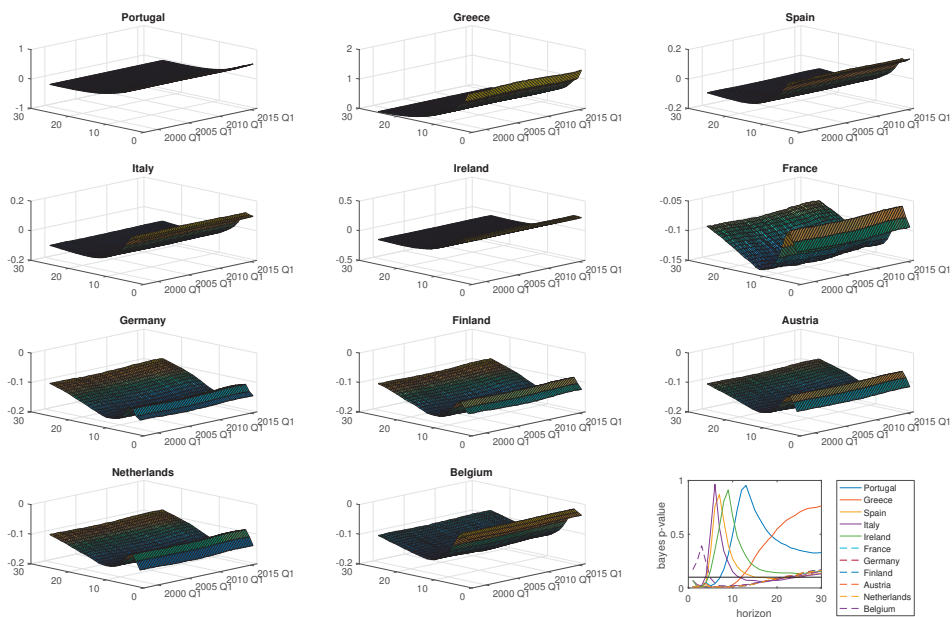 Portugal
1
0
-1
30
20
10
0
2000 Q1
2005 Q1
2010 Q1
2015 Q1
Greece
2
1
0
30
20
10
0
2000 Q1
2005 Q1
2010 Q1
2015 Q1
Spain
0.2
0
-0.2
30
20
10
0
2000 Q1
2005 Q1
2010 Q1
2015 Q1
Italy
0.2
0
-0.2
30
20
10
0
2000 Q1
2005 Q1
2010 Q1
2015 Q1
Ireland
0.5
0
-0.5
30
20
10
0
2000 Q1
2005 Q1
2010 Q1
2015 Q1
France
-0.05
-0.1
-0.15
30
20
10
0
2000 Q1
2005 Q1
2010 Q1
2015 Q1
Germany
0
-0.1
-0.2
30
20
10
0
2000 Q1
2005 Q1
2010 Q1
2015 Q1
Finland
0
-0.1
-0.2
30
20
10
0
2000 Q1
2005 Q1
2010 Q1
2015 Q1
Austria
0
-0.1
-0.2
30
20
10
0
2000 Q1
2005 Q1
2010 Q1
2015 Q1
Netherlands
0
-0.1
-0.2
30
20
10
0
2000 Q1
2005 Q1
2010 Q1
2015 Q1
Belgium
0
-0.1
-0.2
30
20
10
0
2000 Q1
2005 Q1
2010 Q1
2015 Q1
bayes p-value
1
0.5
0
0
10
20
30
horizon
Portugal
Greece
Spain
Italy
Ireland
France
Germany
Finland
Austria
Netherlands
Belgium